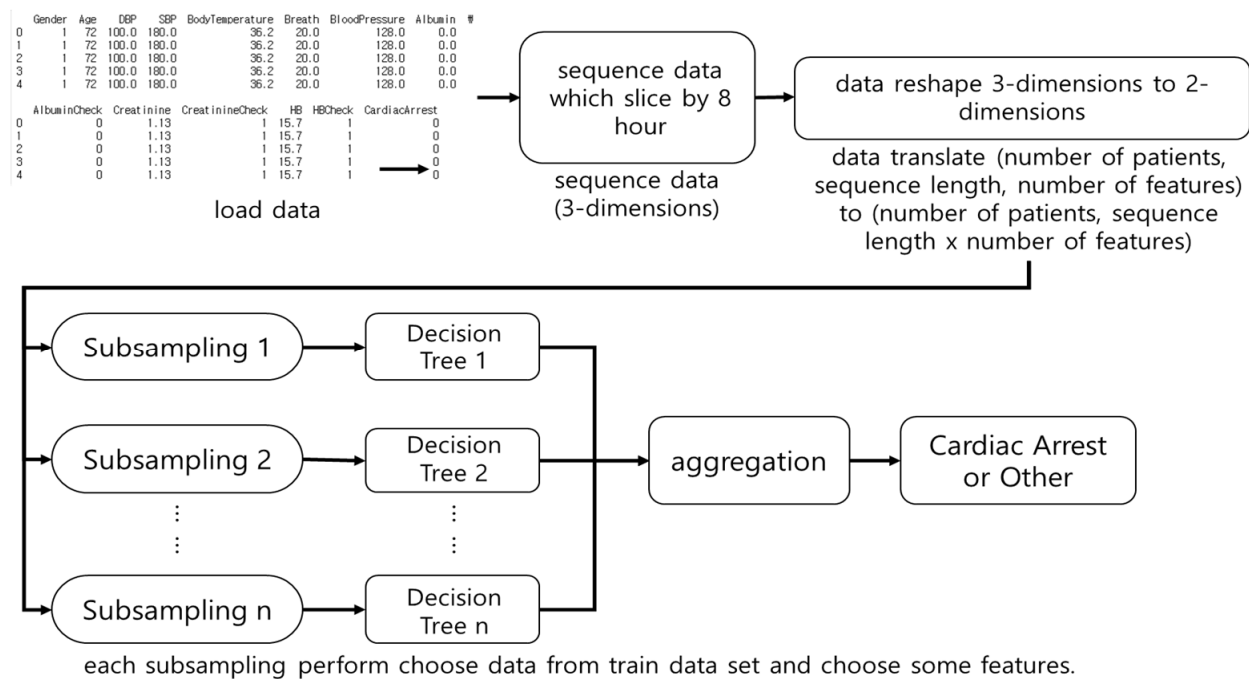 Gender Age DBP SBP BodyTemperature Breath BloodPressure Albumin ₩
0 1 72 100.0 180.0 36.2 20.0 128.0 0.0
1 1 72 100.0 180.0 36.2 20.0 128.0 0.0
2 1 72 100.0 180.0 36.2 20.0 128.0 0.0
3 1 72 100.0 180.0 36.2 20.0 128.0 0.0
4 1 72 100.0 180.0 36.2 20.0 128.0 0.0
AlbuminCheck Creatinine CreatinineCheck HB HBCheck CardiacArrest
0 0 1.13 1 15.7 1 0
1 0 1.13 1 15.7 1 0
2 0 1.13 1 15.7 1 0
3 0 1.13 1 15.7 1 0
4 0 1.13 1 15.7 1 0
load data
sequence data
which slice by 8
hour
sequence data
(3-dimensions)
data reshape 3-dimensions to 2-
dimensions
data translate (number of patients,
sequence length, number of features)
to (number of patients, sequence
length x number of features)
Subsampling 1
Decision
Tree 1
Subsampling 2
Decision
Tree 2
⋮
⋮
Subsampling n
Decision
Tree n
aggregation
Cardiac Arrest
or Other
each subsampling perform choose data from train data set and choose some features.